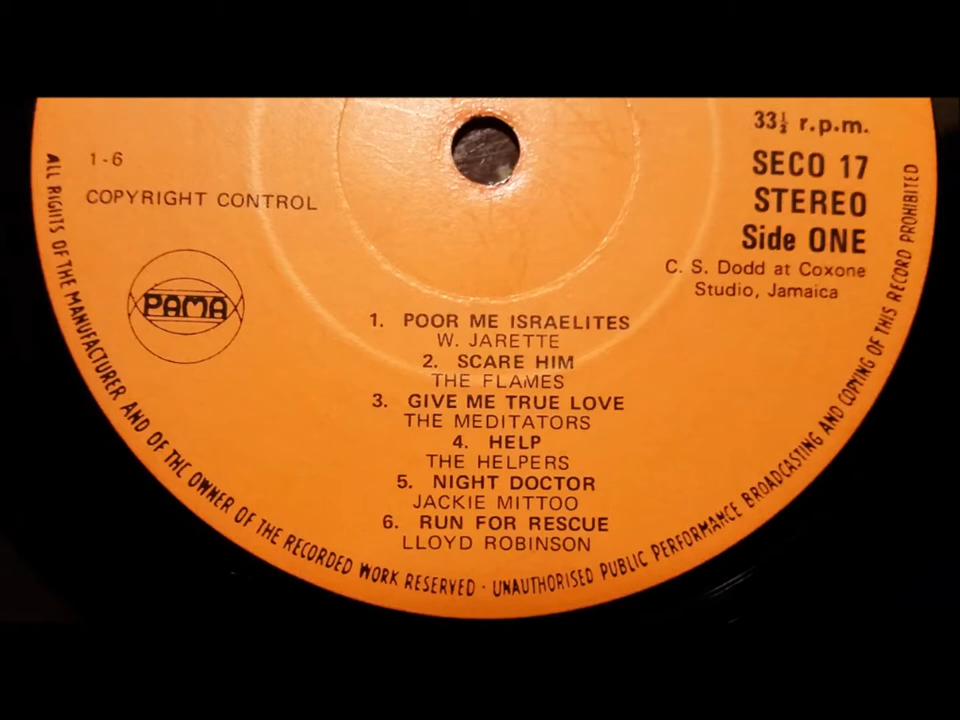 33½ r.p.m.
1-6
SECO 17
COPYRIGHT CONTROL
STEREO
Side ONE
C. S. Dodd at Coxone
Studio, Jamaica
PAMA
1. POOR ME ISRAELITES
W. JARETTE
2. SCARE HIM
THE FLAMES
3. GIVE ME TRUE LOVE
THE MEDITATORS
4. HELP
THE HELPERS
5. NIGHT DOCTOR
JACKIE MITTOO
6. RUN FOR RESCUE
LLOYD ROBINSON
ALL RIGHTS OF THE MANUFACTURER AND OF THE OWNER OF THE RECORDED WORK RESERVED · UNAUTHORISED PUBLIC PERFORMANCE BROADCASTING AND COPYING OF THIS RECORD PROHIBITED